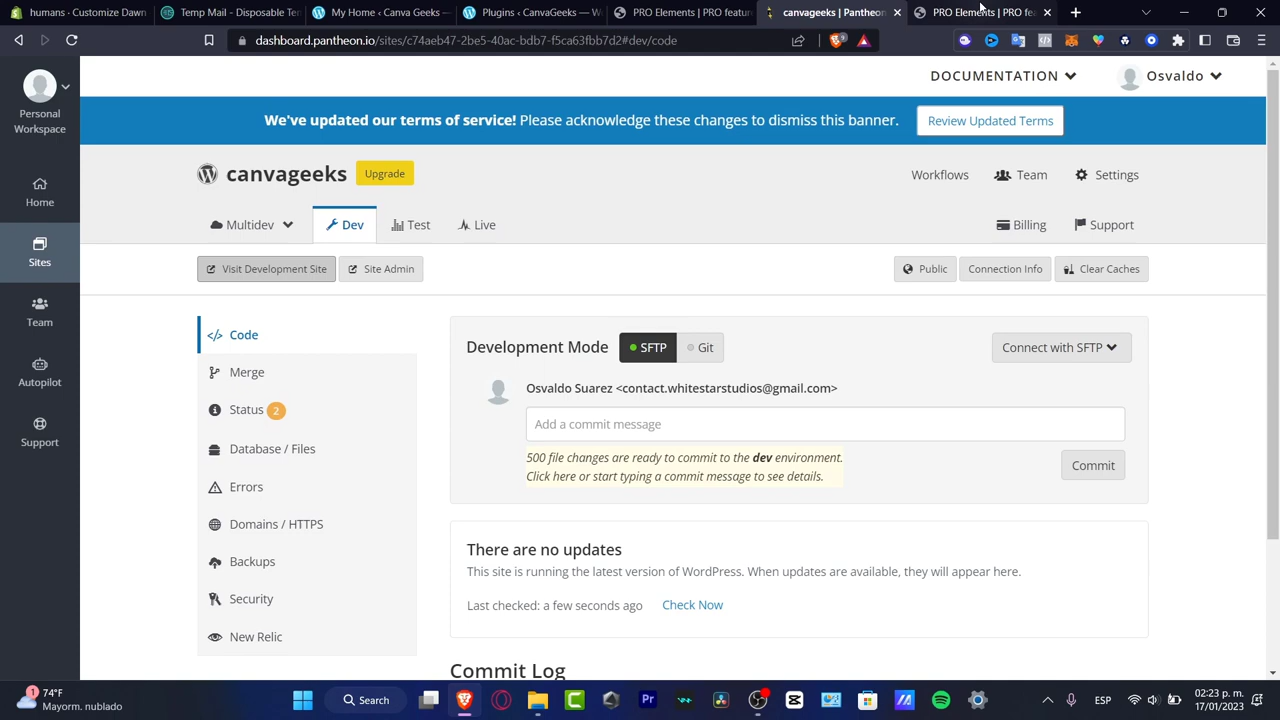 humans Customize Dawn
Temp Mail - Disposable
My Home ‹ Canvageeks —
Plugins ‹ Canvageeks — W
PRO Elements | PRO featur
canvageeks | Pantheon
PRO Elements | PRO fe
dashboard.pantheon.io/sites/c74aeb47-2be5-40ac-bdb7-fc5ca63fbb7d2#dev/code
9
Personal
Workspace
Home
Sites
Team
Autopilot
Support
DOCUMENTATION
Osvaldo
We've updated our terms of service! Please acknowledge these changes to dismiss this banner.
Review Updated Terms
canvageeks
Upgrade
Workflows
Team
Settings
Multidev
Dev
Test
Live
Billing
Support
Visit Development Site
Site Admin
Public
Connection Info
Clear Caches
Code
Merge
Status 2
Database / Files
Errors
Domains / HTTPS
Backups
Security
New Relic
Development Mode
SFTP
Git
Connect with SFTP
Osvaldo Suarez <contact.whitestarstudios@gmail.com>
Add a commit message
500 file changes are ready to commit to the dev environment.
Click here or start typing a commit message to see details.
Commit
There are no updates
This site is running the latest version of WordPress. When updates are available, they will appear here.
Last checked: a few seconds ago
Check Now
Commit Log
1
74°F
Mayorm. nublado
Search
Pr
ESP
02:23 p. m.
17/01/2023